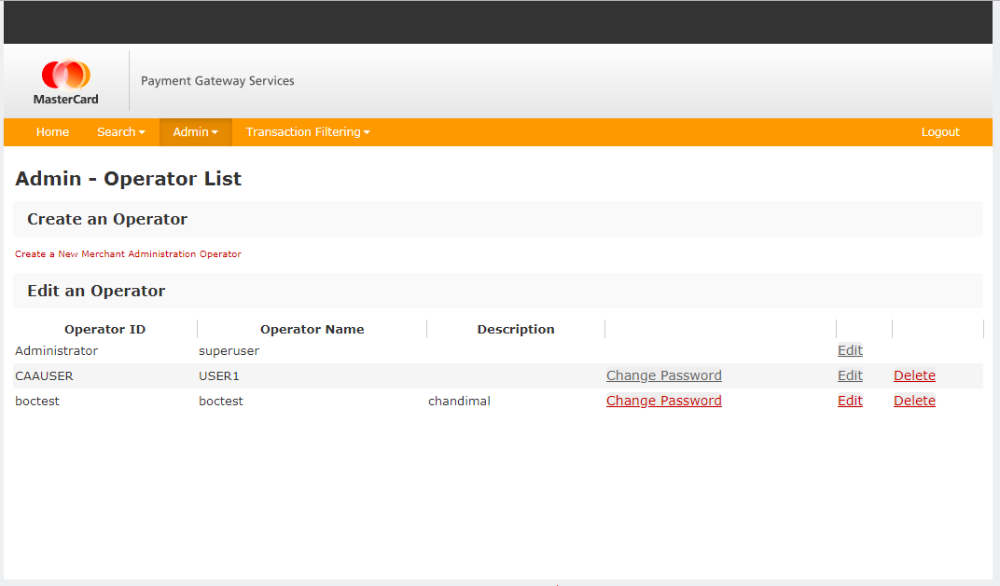 MasterCard
Payment Gateway Services
Home Search Admin Transaction Filtering Logout
Admin - Operator List
Create an Operator
Create a New Merchant Administration Operator
Edit an Operator
Operator ID Operator Name Description
Administrator superuser Edit
CAAUSER USER1 Change Password Edit Delete
boctest boctest chandimal Change Password Edit Delete